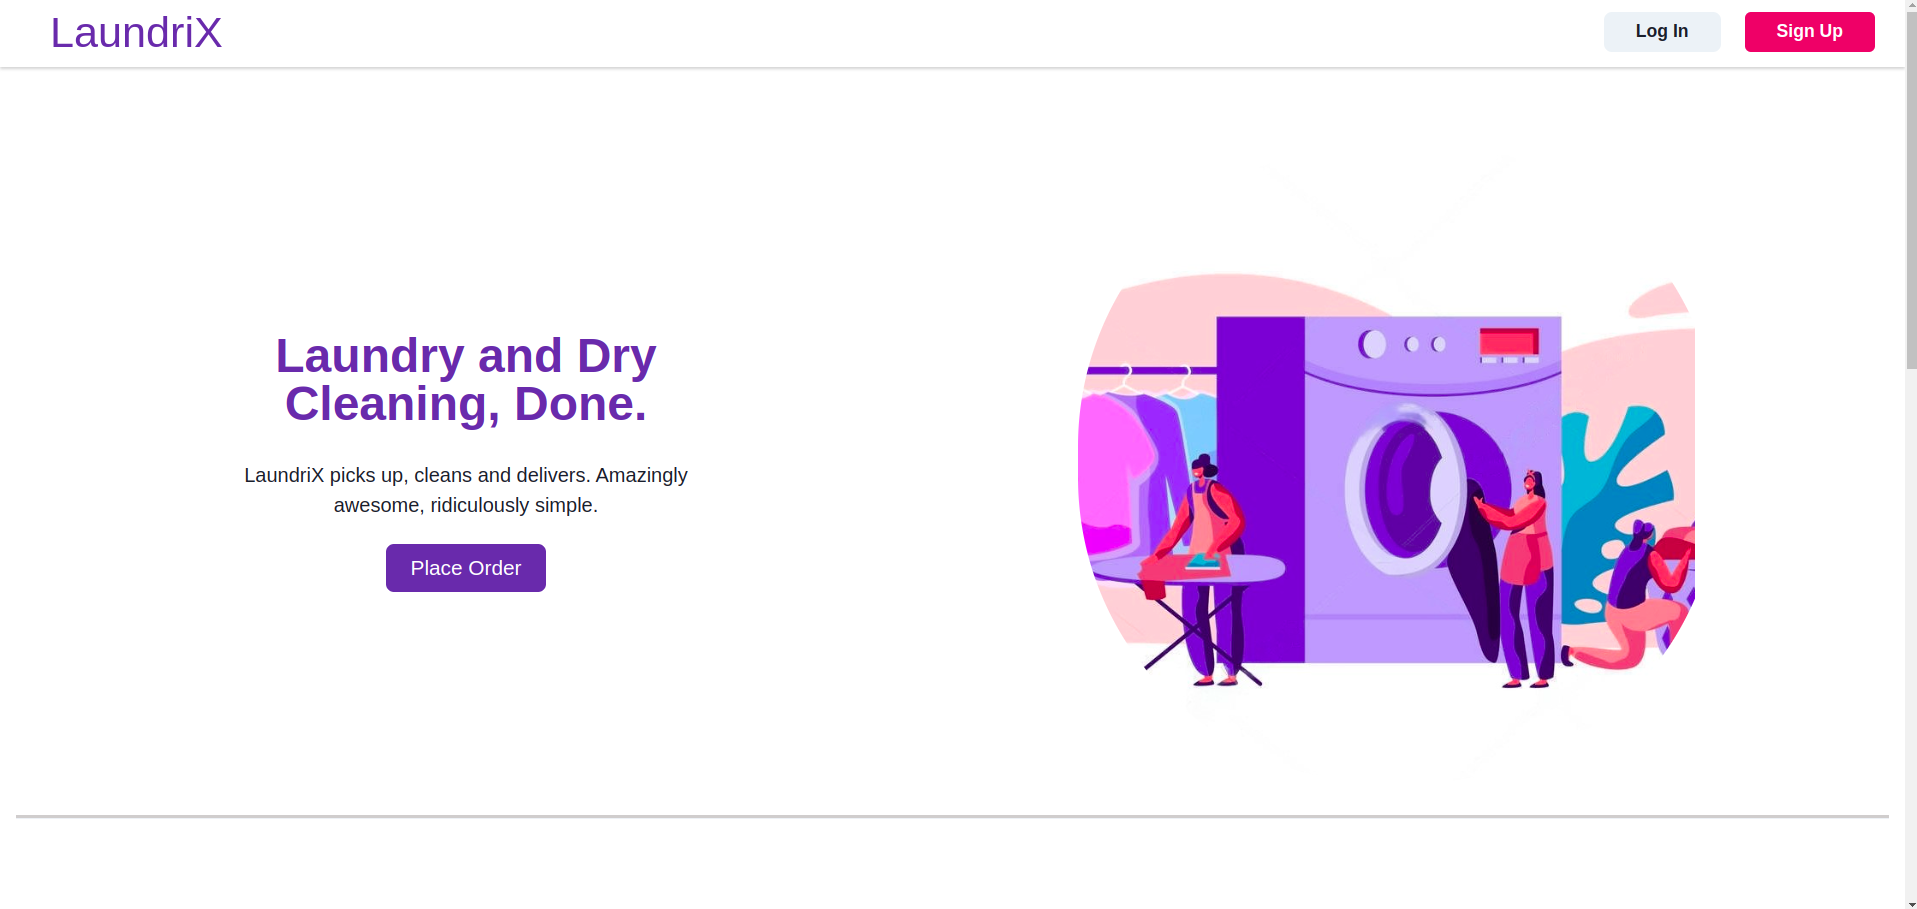 LaundriX
Log In
Sign Up
Laundry and Dry
Cleaning, Done.
LaundriX picks up, cleans and delivers. Amazingly
awesome, ridiculously simple.
Place Order